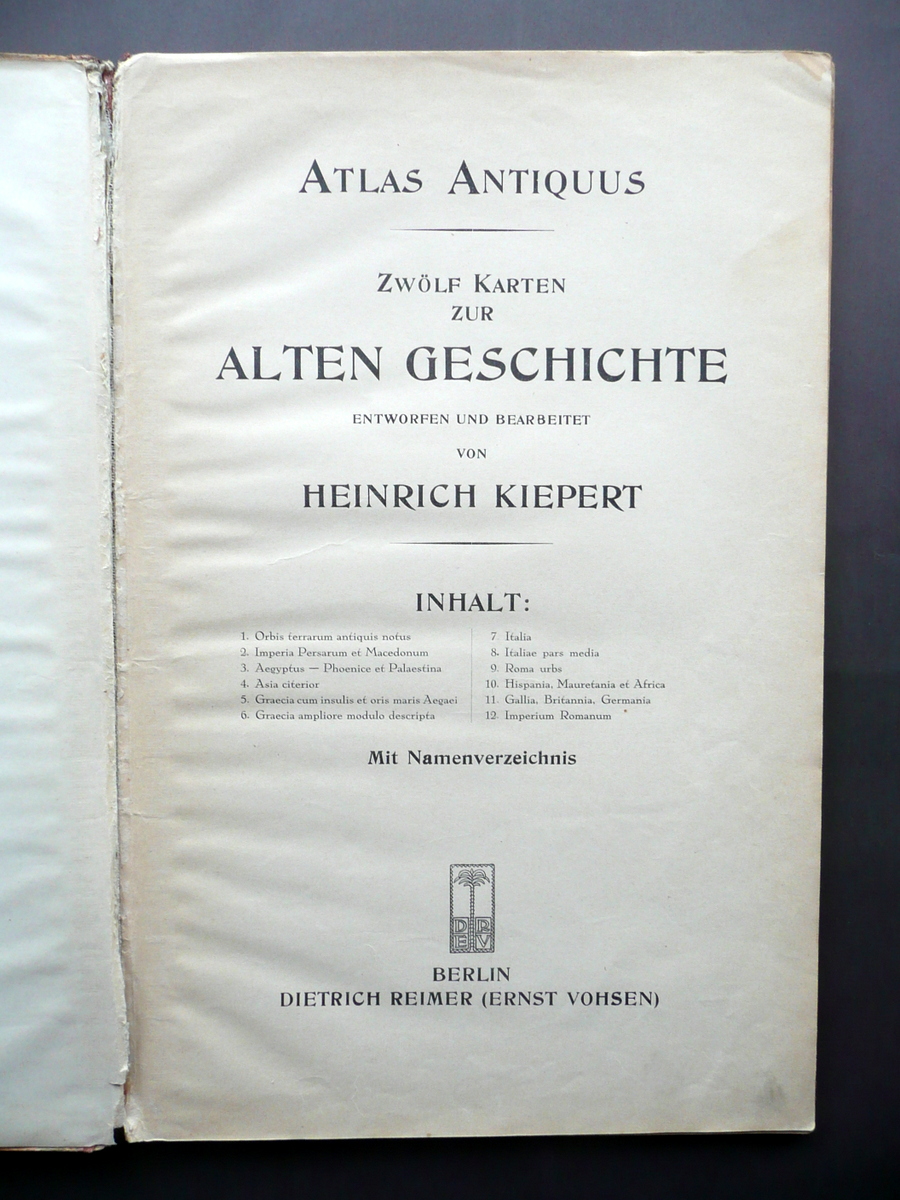 ATLAS ANTIQUUS
ZWÖLF KARTEN
ZUR
ALTEN GESCHICHTE
ENTWORFEN UND BEARBEITET
VON
HEINRICH KIEPERT
INHALT:
1. Orbis terrarum antiquis notus
2. Imperia Persarum et Macedonum
3. Aegyptus — Phoenice et Palaestina
4. Asia citerior
5. Graecia cum insulis et oris maris Aegaei
6. Graecia ampliore modulo descripta
7 Italia
8. Italiae pars media
9. Roma urbs
10. Hispania, Mauretania et Africa
11. Gallia, Britannia, Germania
12. Imperium Romanum
Mit Namenverzeichnis
D R
E V
BERLIN
DIETRICH REIMER (ERNST VOHSEN)